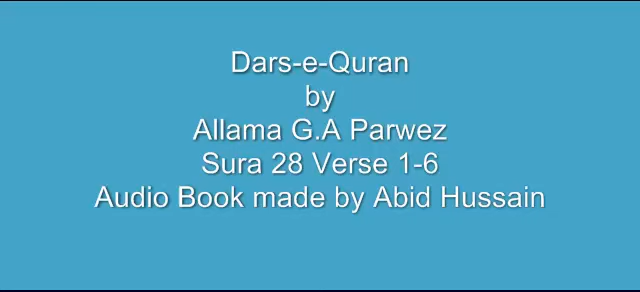 Dars-e-Quran
by
Allama G.A Parwez
Sura 28 Verse 1-6
Audio Book made by Abid Hussain